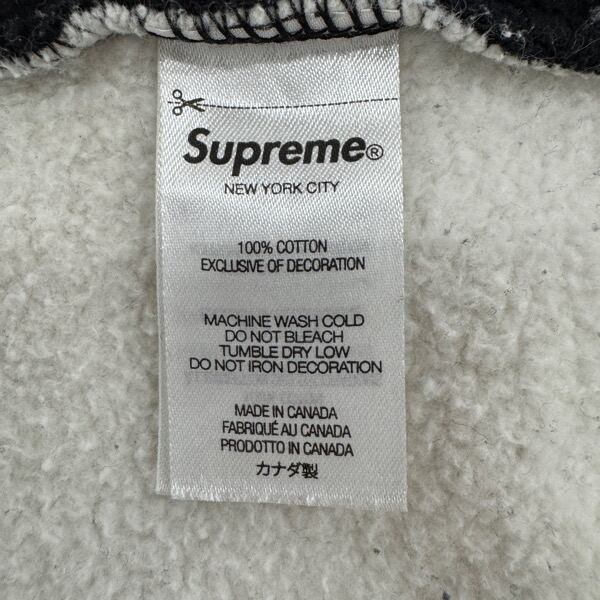 Supreme®
NEW YORK CITY
100% COTTON
EXCLUSIVE OF DECORATION
MACHINE WASH COLD
DO NOT BLEACH
TUMBLE DRY LOW
DO NOT IRON DECORATION
MADE IN CANADA
FABRIQUÉ AU CANADA
PRODOTTO IN CANADA
カナダ製